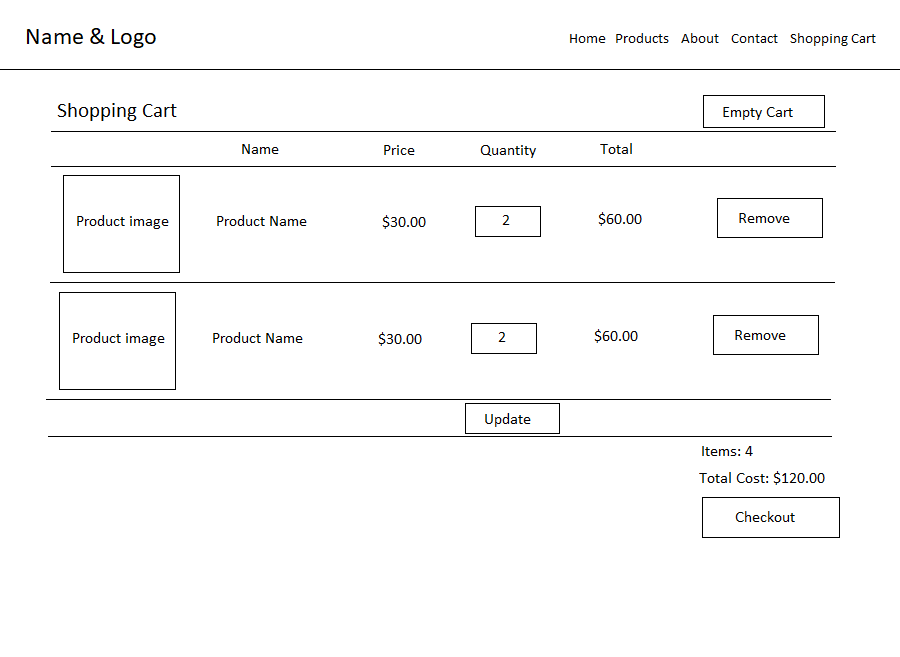 Name & Logo
Home Products About Contact Shopping Cart
Shopping Cart
Empty Cart
Name Price Quantity Total
Product image Product Name $30.00 2 $60.00 Remove
Product image Product Name $30.00 2 $60.00 Remove
Update
Items: 4
Total Cost: $120.00
Checkout